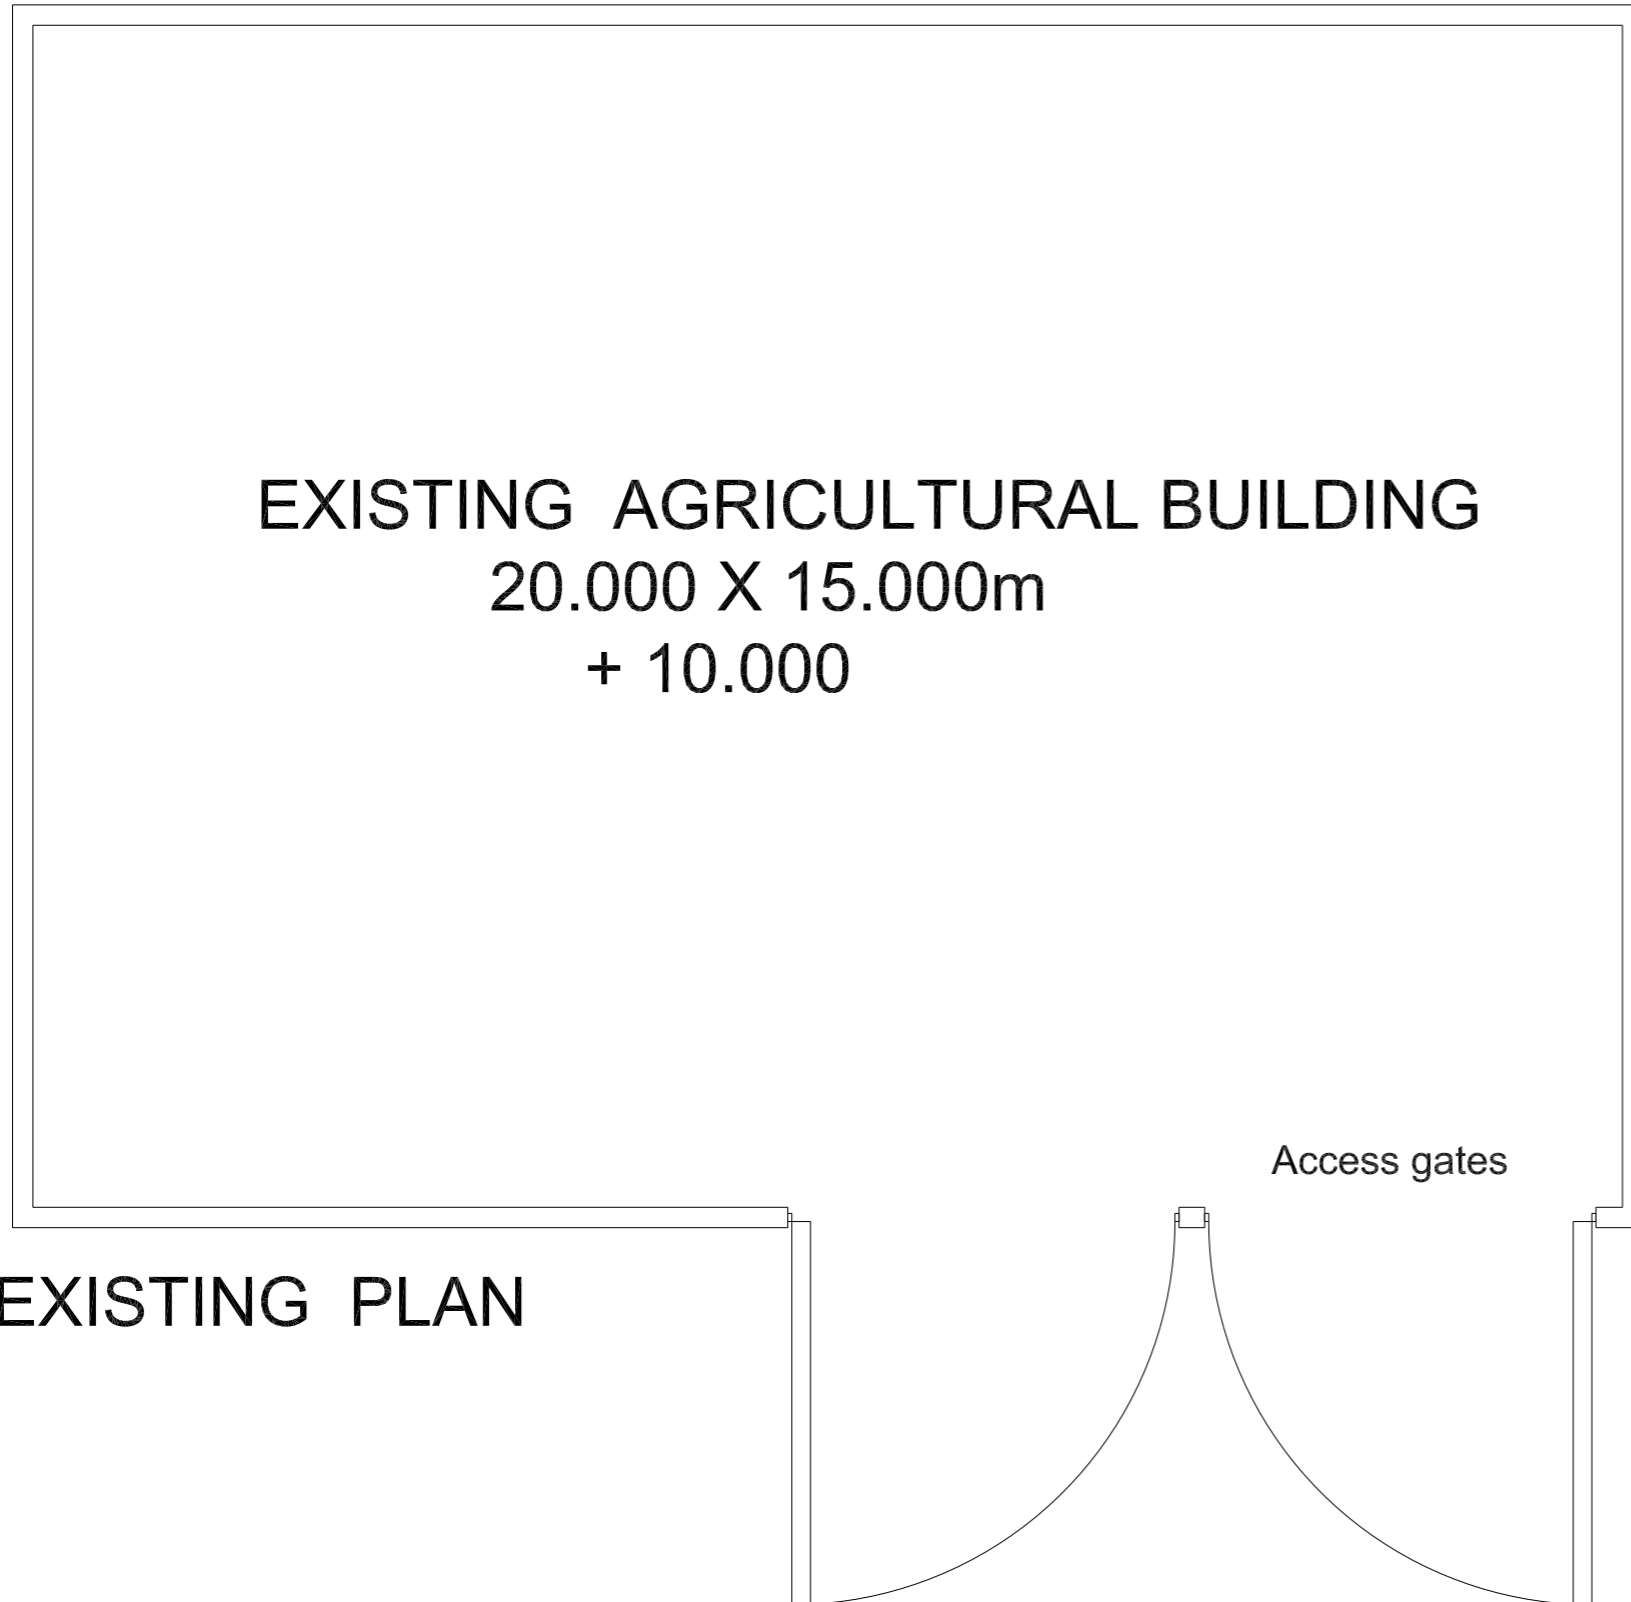 EXISTING AGRICULTURAL BUILDING
20.000 X 15.000m
+ 10.000
Access gates
EXISTING PLAN